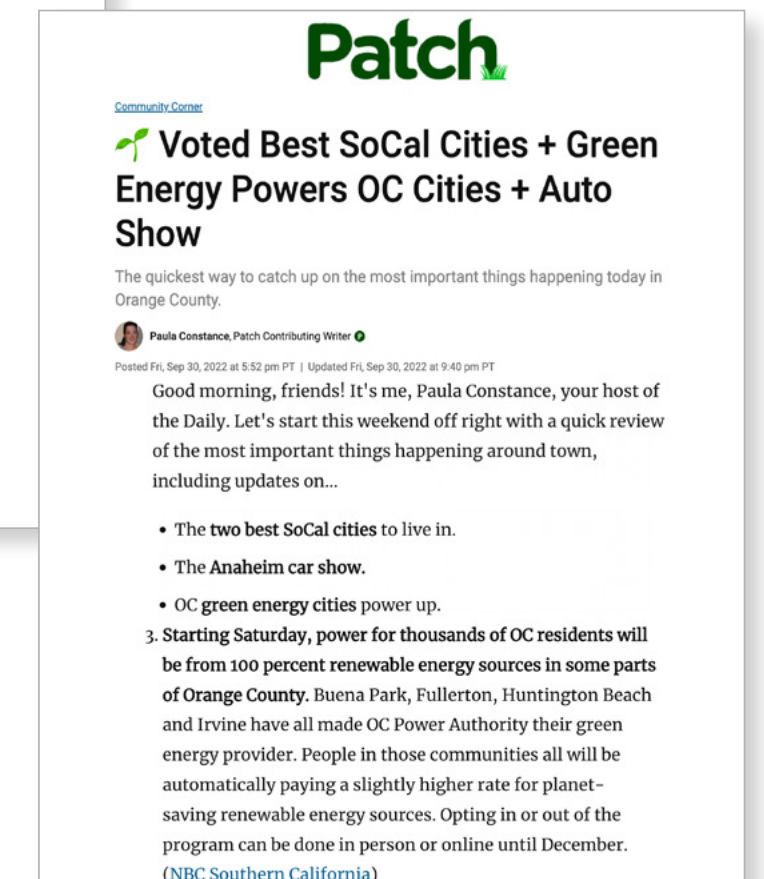 Patch
Community Corner
Voted Best SoCal Cities + Green
Energy Powers OC Cities + Auto
Show
The quickest way to catch up on the most important things happening today in
Orange County.
Paula Constance, Patch Contributing Writer P
Posted Fri, Sep 30, 2022 at 5:52 pm PT | Updated Fri, Sep 30, 2022 at 9:40 pm PT
Good morning, friends! It's me, Paula Constance, your host of
the Daily. Let's start this weekend off right with a quick review
of the most important things happening around town,
including updates on...
• The two best SoCal cities to live in.
• The Anaheim car show.
• OC green energy cities power up.
3. Starting Saturday, power for thousands of OC residents will
be from 100 percent renewable energy sources in some parts
of Orange County. Buena Park, Fullerton, Huntington Beach
and Irvine have all made OC Power Authority their green
energy provider. People in those communities all will be
automatically paying a slightly higher rate for planet-
saving renewable energy sources. Opting in or out of the
program can be done in person or online until December.
(NBC Southern California)